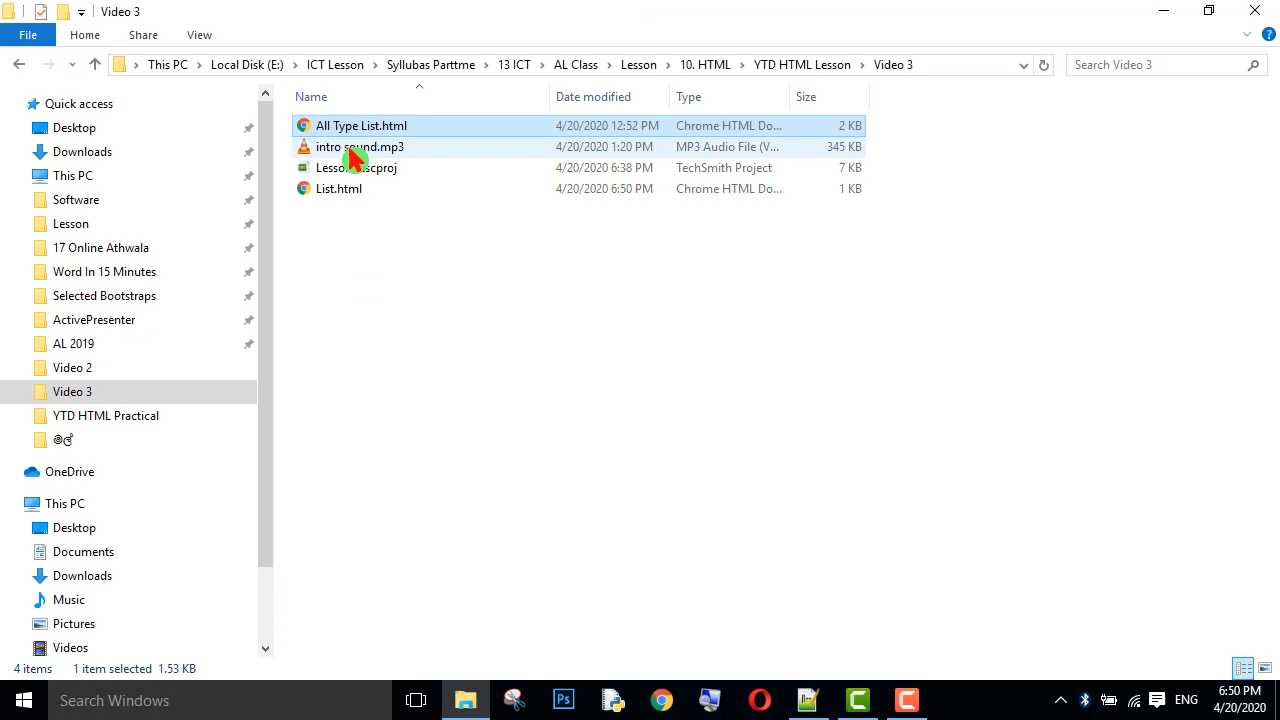 Video 3
File Home Share View
This PC Local Disk (E:) ICT Lesson Syllubas Parttme 13 ICT AL Class Lesson 10. HTML YTD HTML Lesson Video 3 Search Video 3
Name Date modified Type Size
All Type List.html 4/20/2020 12:52 PM Chrome HTML Do... 2 KB
intro sound.mp3 4/20/2020 1:20 PM MP3 Audio File (V... 345 KB
4/20/2020 6:38 PM TechSmith Project 7 KB
List.html 4/20/2020 6:50 PM Chrome HTML Do... 1 KB
Quick access
Desktop
Downloads
This PC
Software
Lesson
17 Online Athwala
Word In 15 Minutes
Selected Bootstraps
ActivePresenter
AL 2019
Video 2
Video 3
YTD HTML Practical
OneDrive
This PC
Desktop
Documents
Downloads
Music
Pictures
Videos
4 items 1 item selected 1.53 KB
Search Windows
Ps
ENG
6:50 PM
4/20/2020